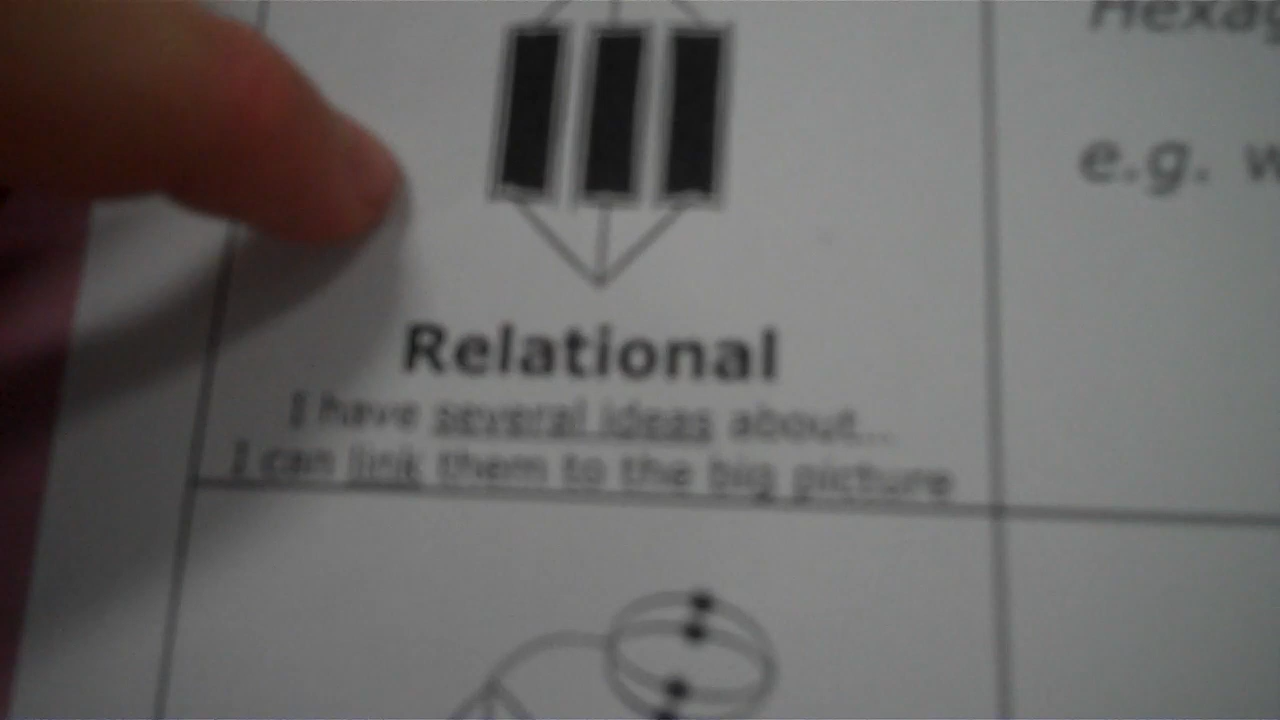 e.g.
Relational
I have several ideas about...
I can link them to the big picture